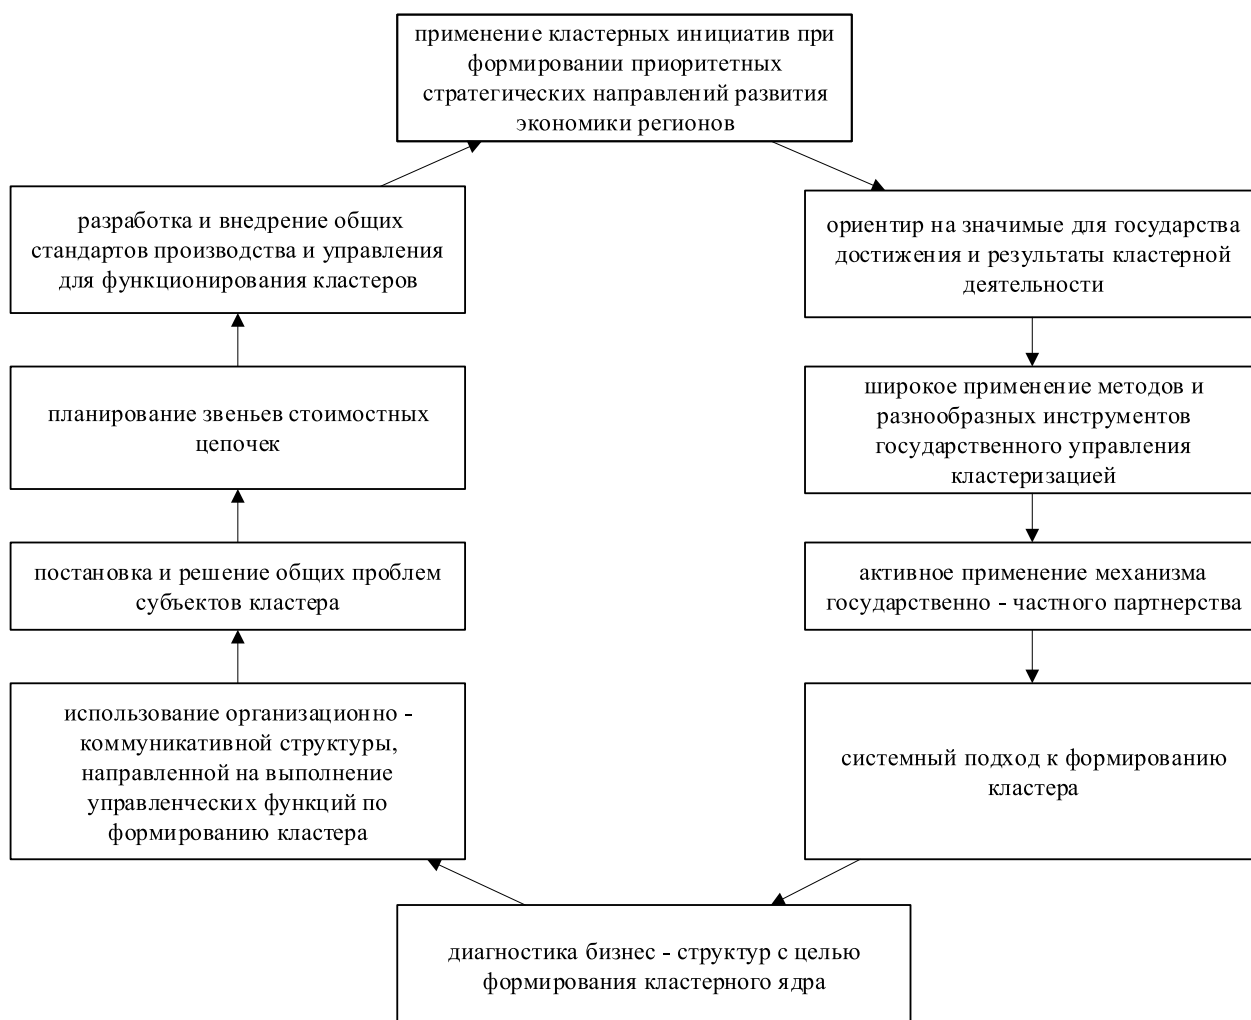 применение кластерных инициатив при
формировании приоритетных
стратегических направлений развития
экономики регионов
ориентир на значимые для государства
достижения и результаты кластерной
деятельности
широкое применение методов и
разнообразных инструментов
государственного управления
кластеризацией
активное применение механизма
государственно - частного партнерства
системный подход к формированию
кластера
диагностика бизнес - структур с целью
формирования кластерного ядра
использование организационно -
коммуникативной структуры,
направленной на выполнение
управленческих функций по
формированию кластера
постановка и решение общих проблем
субъектов кластера
планирование звеньев стоимостных
цепочек
разработка и внедрение общих
стандартов производства и управления
для функционирования кластеров